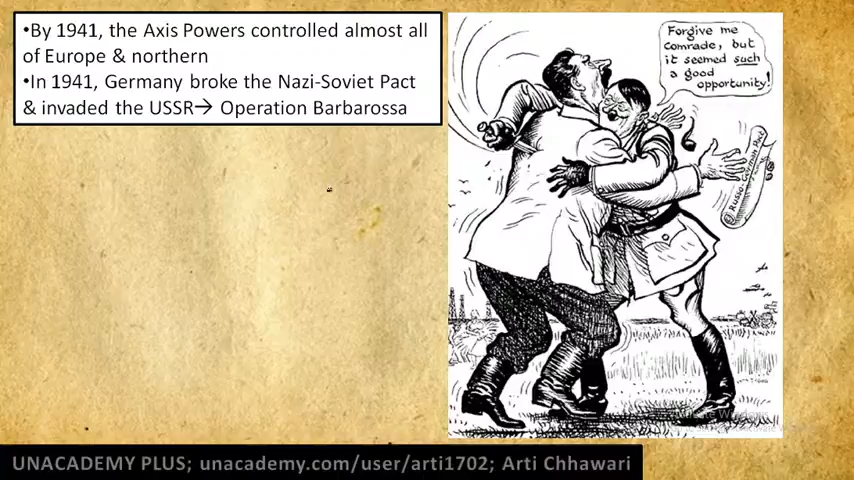 •By 1941, the Axis Powers controlled almost all
of Europe & northern
•In 1941, Germany broke the Nazi-Soviet Pact
& invaded the USSR→ Operation Barbarossa
Forgive me
comrade, but
it seemed such
a good
opportunity!
Russo-German Pact
UNACADEMY PLUS; unacademy.com/user/arti1702; Arti Chhawari